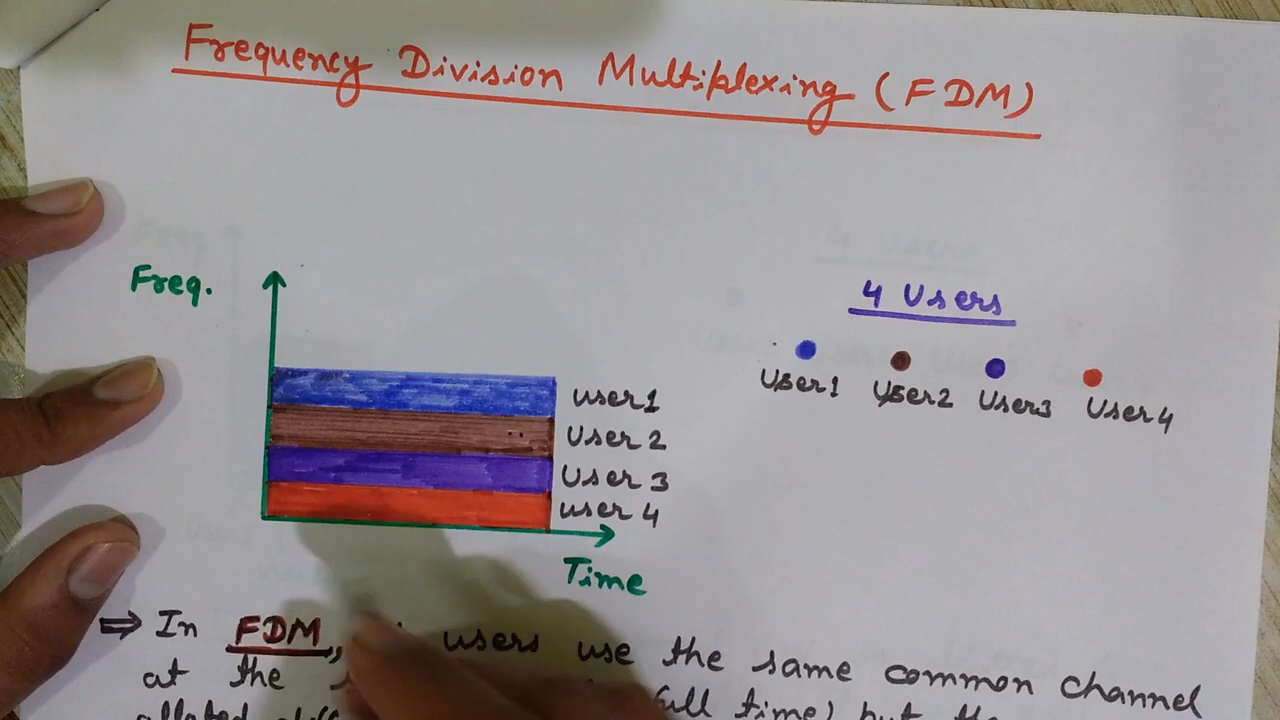 Frequency Division Multiplexing (FDM)
Freq.
4 Users
User1 User2 User3 User4
user1
User 2
User 3
user 4
Time
⇒ In FDM, users use the same common channel
at the full time) but the